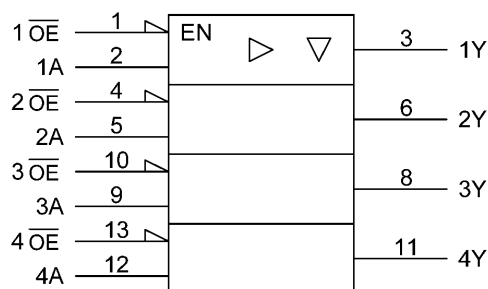 1 OE 1 EN 3 1Y
1A 2
2 OE 4 6 2Y
2A 5
3 OE 10 8 3Y
3A 9
4 OE 13 11 4Y
4A 12